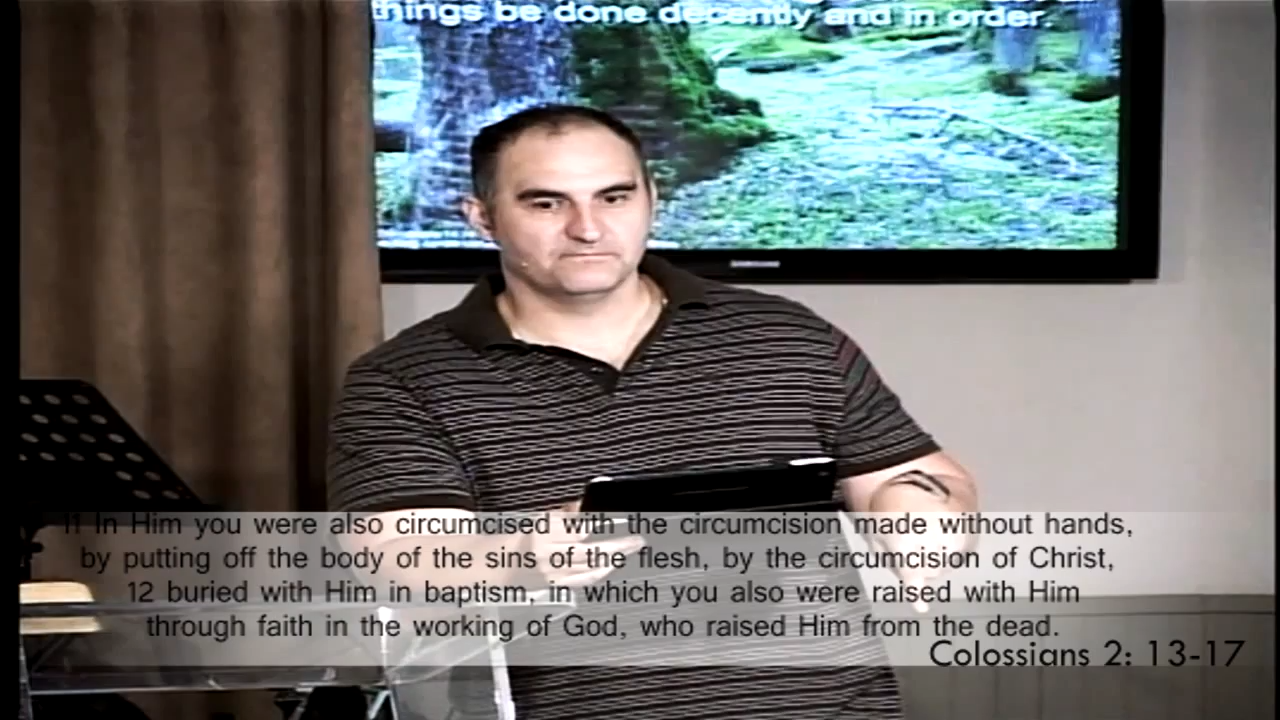 things be done decently and in order.
SAMSUNG
11 In Him you were also circumcised with the circumcision made without hands,
by putting off the body of the sins of the flesh, by the circumcision of Christ,
12 buried with Him in baptism, in which you also were raised with Him
through faith in the working of God, who raised Him from the dead.
Colossians 2: 13-17